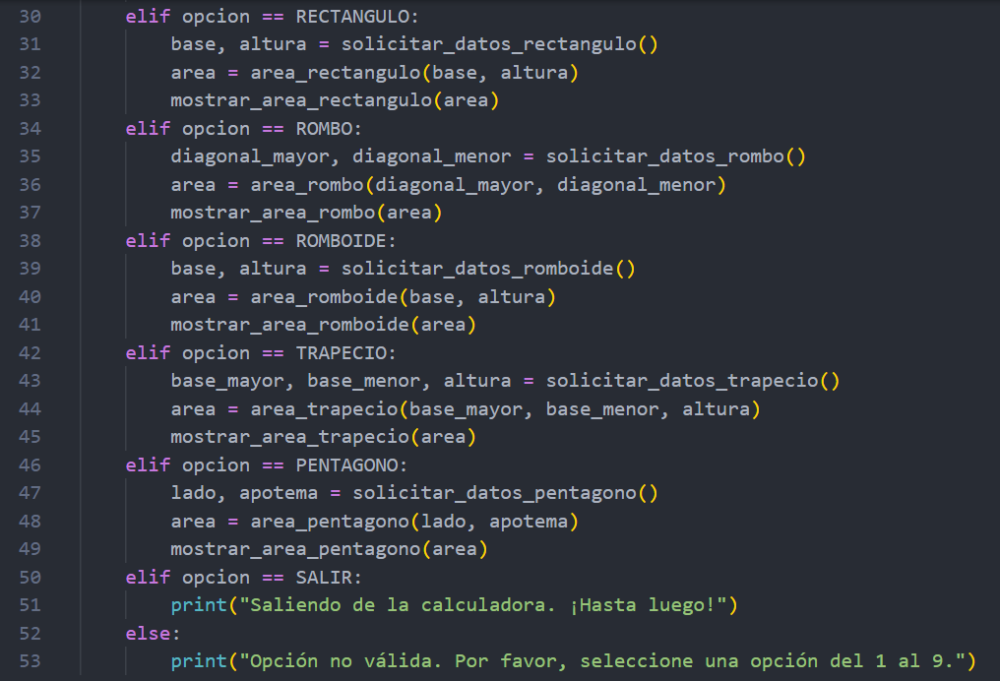 30 elif opcion == RECTANGULO:
31 base, altura = solicitar_datos_rectangulo()
32 area = area_rectangulo(base, altura)
33 mostrar_area_rectangulo(area)
34 elif opcion == ROMBO:
35 diagonal_mayor, diagonal_menor = solicitar_datos_rombo()
36 area = area_rombo(diagonal_mayor, diagonal_menor)
37 mostrar_area_rombo(area)
38 elif opcion == ROMBOIDE:
39 base, altura = solicitar_datos_romboide()
40 area = area_romboide(base, altura)
41 mostrar_area_romboide(area)
42 elif opcion == TRAPECIO:
43 base_mayor, base_menor, altura = solicitar_datos_trapecio()
44 area = area_trapecio(base_mayor, base_menor, altura)
45 mostrar_area_trapecio(area)
46 elif opcion == PENTAGONO:
47 lado, apotema = solicitar_datos_pentagono()
48 area = area_pentagono(lado, apotema)
49 mostrar_area_pentagono(area)
50 elif opcion == SALIR:
51 print("Saliendo de la calculadora. ¡Hasta luego!")
52 else:
53 print("Opción no válida. Por favor, seleccione una opción del 1 al 9.")